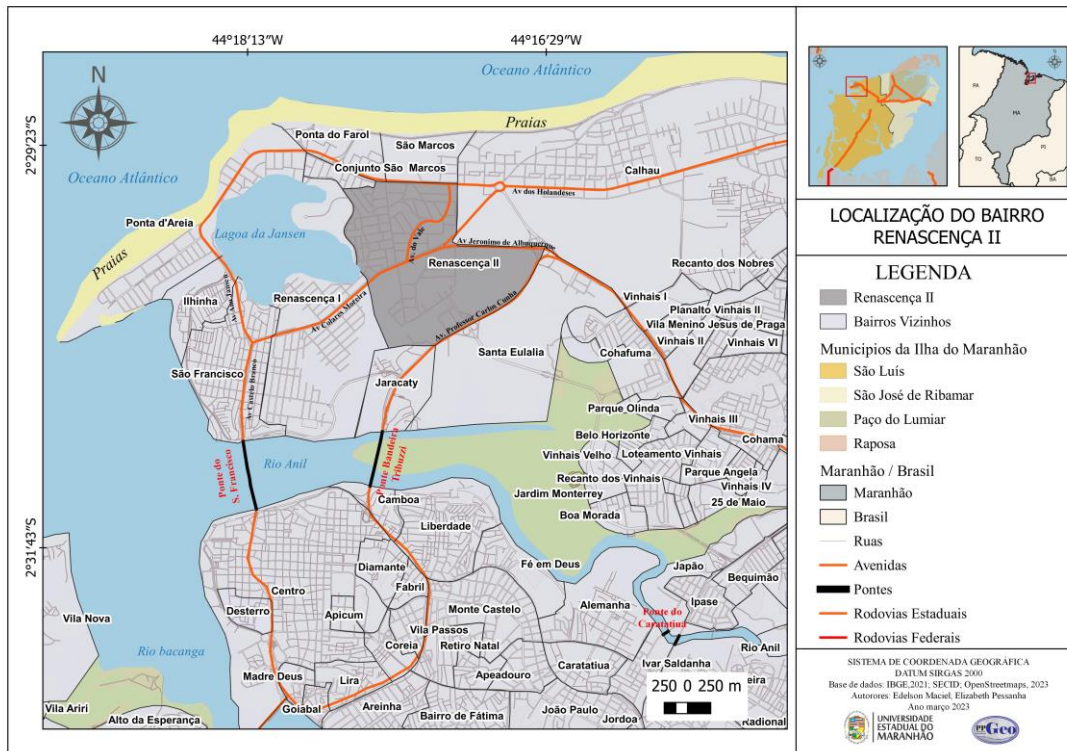 44°18'13"W
44°16'29"W
2°29'23"S
2°31'43"S
N
Oceano Atlântico
Oceano Atlântico
Praias
Praias
Ponta do Farol
São Marcos
Conjunto São Marcos
Calhau
Av dos Holandeses
Ponta d'Areia
Lagoa da Jansen
Av. do Vale
Av Jeronimo de Albuquerque
Renascença II
Recanto dos Nobres
Ilhinha
Renascença I
Av Colares Moreira
Av. Professor Carlos Cunha
Vinhais I
Planalto Vinhais II
Vila Menino Jesus de Praga
Vinhais II
Vinhais VI
Santa Eulalia
Cohafuma
São Francisco
Av Castelo Branco
Jaracaty
Parque Olinda
Vinhais III
Belo Horizonte
Cohama
Vinhais Velho
Loteamento Vinhais
Rio Anil
Ponte do
S. Francisco
Ponte Bandeira
Tribuzzi
Parque Angela
Recanto dos Vinhais
Vinhais IV
Jardim Monterrey
25 de Maio
Camboa
Boa Morada
Liberdade
Fé em Deus
Japão
Diamante
Bequimão
Fabril
Centro
Desterro
Apicum
Monte Castelo
Alemanha
Ipase
Ponte do
Caratatiua
Vila Nova
Vila Passos
Coreia
Retiro Natal
Rio Anil
Rio bacanga
Madre Deus
Lira
Apeadouro
Caratatiua
Ivar Saldanha
Vila Ariri
Goiabal
Areinha
João Paulo
Alto da Esperança
Bairro de Fátima
Jordoa
Radional
250 0 250 m
PA
MA
TO
PI
BA
LOCALIZAÇÃO DO BAIRRO
RENASCENÇA II
LEGENDA
Renascença II
Bairros Vizinhos
Municipios da Ilha do Maranhão
São Luís
São José de Ribamar
Paço do Lumiar
Raposa
Maranhão / Brasil
Maranhão
Brasil
Ruas
Avenidas
Pontes
Rodovias Estaduais
Rodovias Federais
SISTEMA DE COORDENADA GEOGRÁFICA
DATUM SIRGAS 2000
Base de dados: IBGE,2021; SECID; OpenStreetmaps, 2023
Autorores: Edelson Maciel, Elizabeth Pessanha
Ano março 2023
UNIVERSIDADE
ESTADUAL DO
MARANHÃO
PPGeo